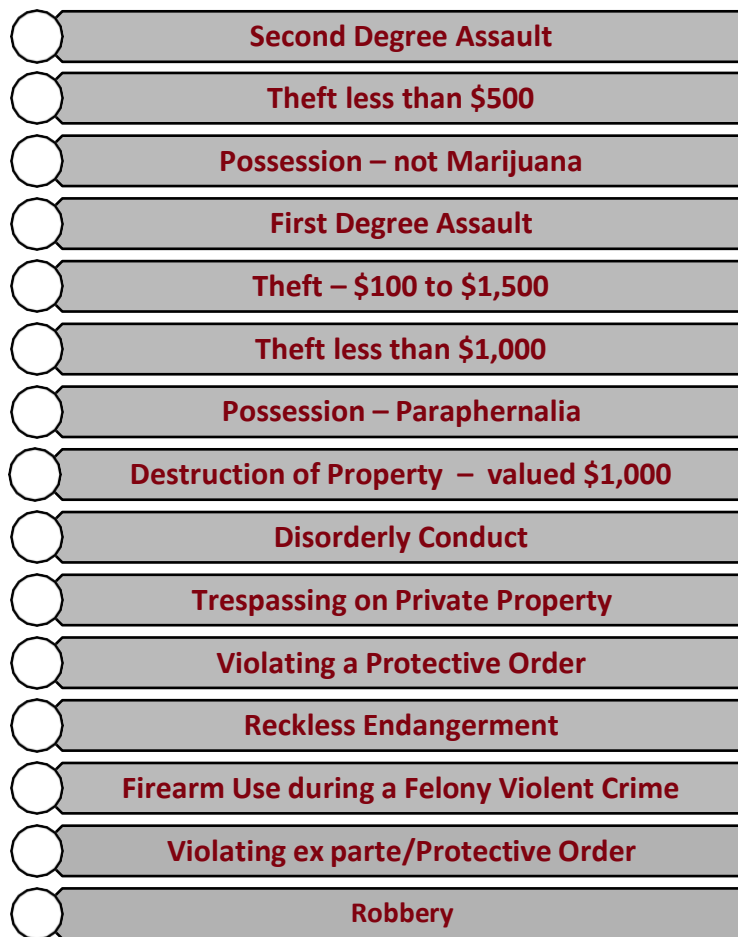 Second Degree Assault
Theft less than $500
Possession – not Marijuana
First Degree Assault
Theft – $100 to $1,500
Theft less than $1,000
Possession – Paraphernalia
Destruction of Property – valued $1,000
Disorderly Conduct
Trespassing on Private Property
Violating a Protective Order
Reckless Endangerment
Firearm Use during a Felony Violent Crime
Violating ex parte/Protective Order
Robbery